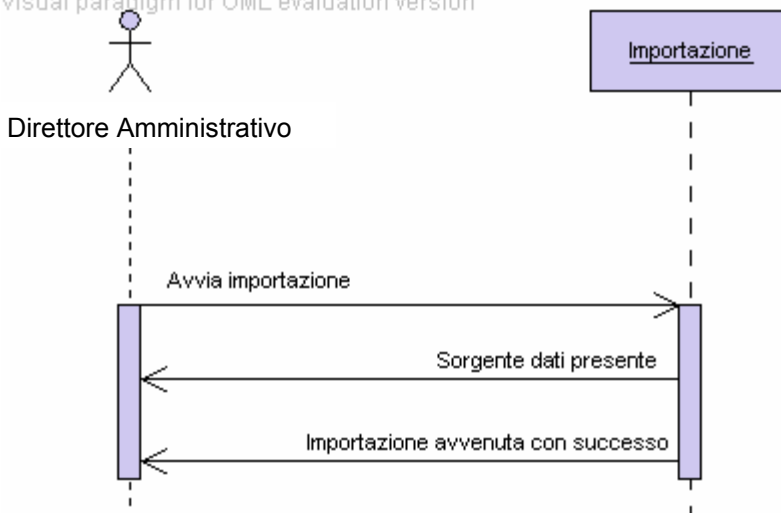 Visual paradigm for UML evaluation version
Importazione
Direttore Amministrativo
Avvia importazione
Sorgente dati presente
Importazione avvenuta con successo